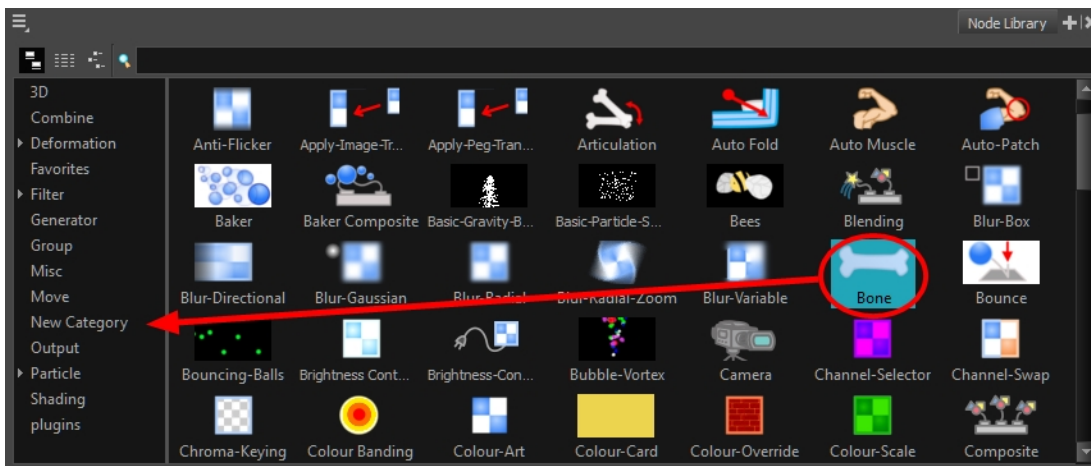 Node Library
3D
Combine
Deformation
Favorites
Filter
Generator
Group
Misc
Move
New Category
Output
Particle
Shading
plugins
Anti-Flicker Apply-Image-Tr... Apply-Peg-Tran... Articulation Auto Fold Auto Muscle Auto-Patch
Baker Baker Composite Basic-Gravity-B... Basic-Particle-S... Bees Blending Blur-Box
Blur-Directional Blur-Gaussian Blur-Radial Blur-Radial-Zoom Blur-Variable Bone Bounce
Bouncing-Balls Brightness Cont... Brightness-Con... Bubble-Vortex Camera Channel-Selector Channel-Swap
Chroma-Keying Colour Banding Colour-Art Colour-Card Colour-Override Colour-Scale Composite